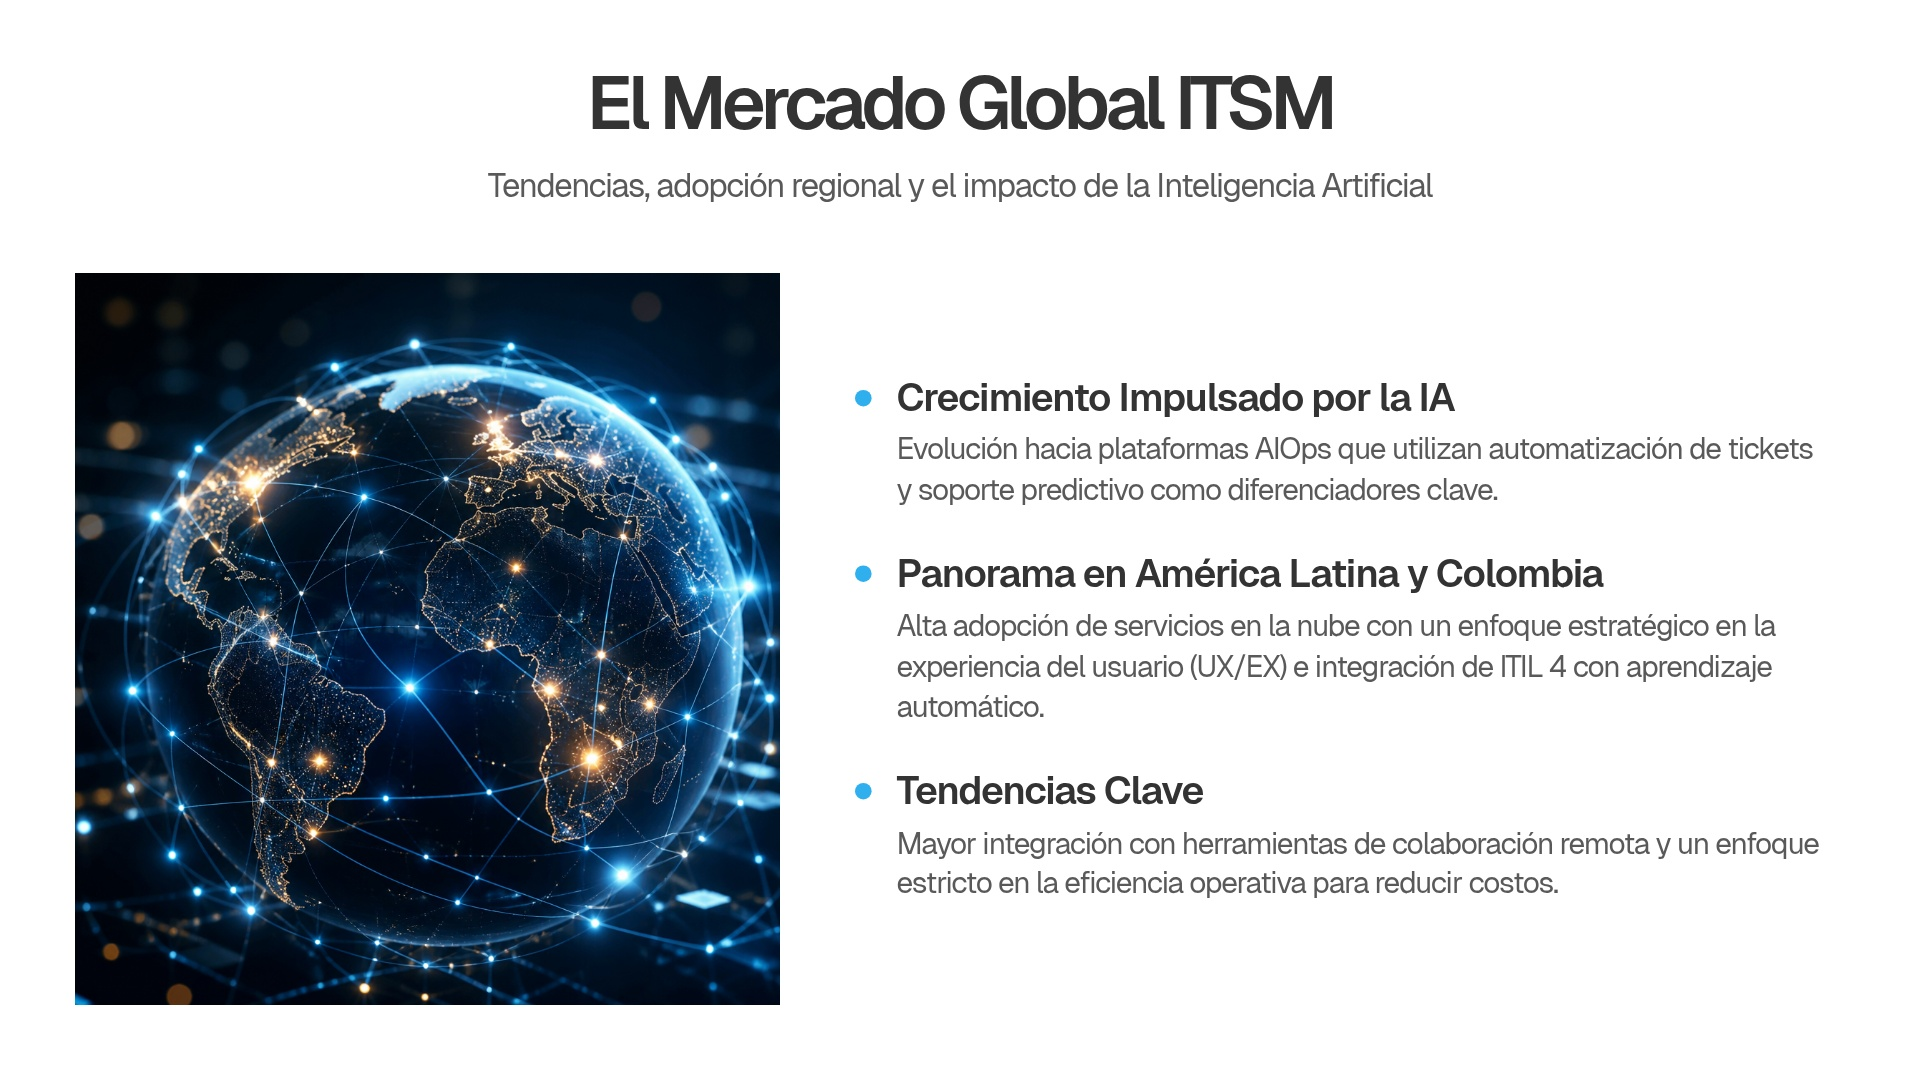 El Mercado Global ITSM
Tendencias, adopción regional y el impacto de la Inteligencia Artificial
Crecimiento Impulsado por la IA
Evolución hacia plataformas AIOps que utilizan automatización de tickets
y soporte predictivo como diferenciadores clave.
Panorama en América Latina y Colombia
Alta adopción de servicios en la nube con un enfoque estratégico en la
experiencia del usuario (UX/EX) e integración de ITIL 4 con aprendizaje
automático.
Tendencias Clave
Mayor integración con herramientas de colaboración remota y un enfoque
estricto en la eficiencia operativa para reducir costos.